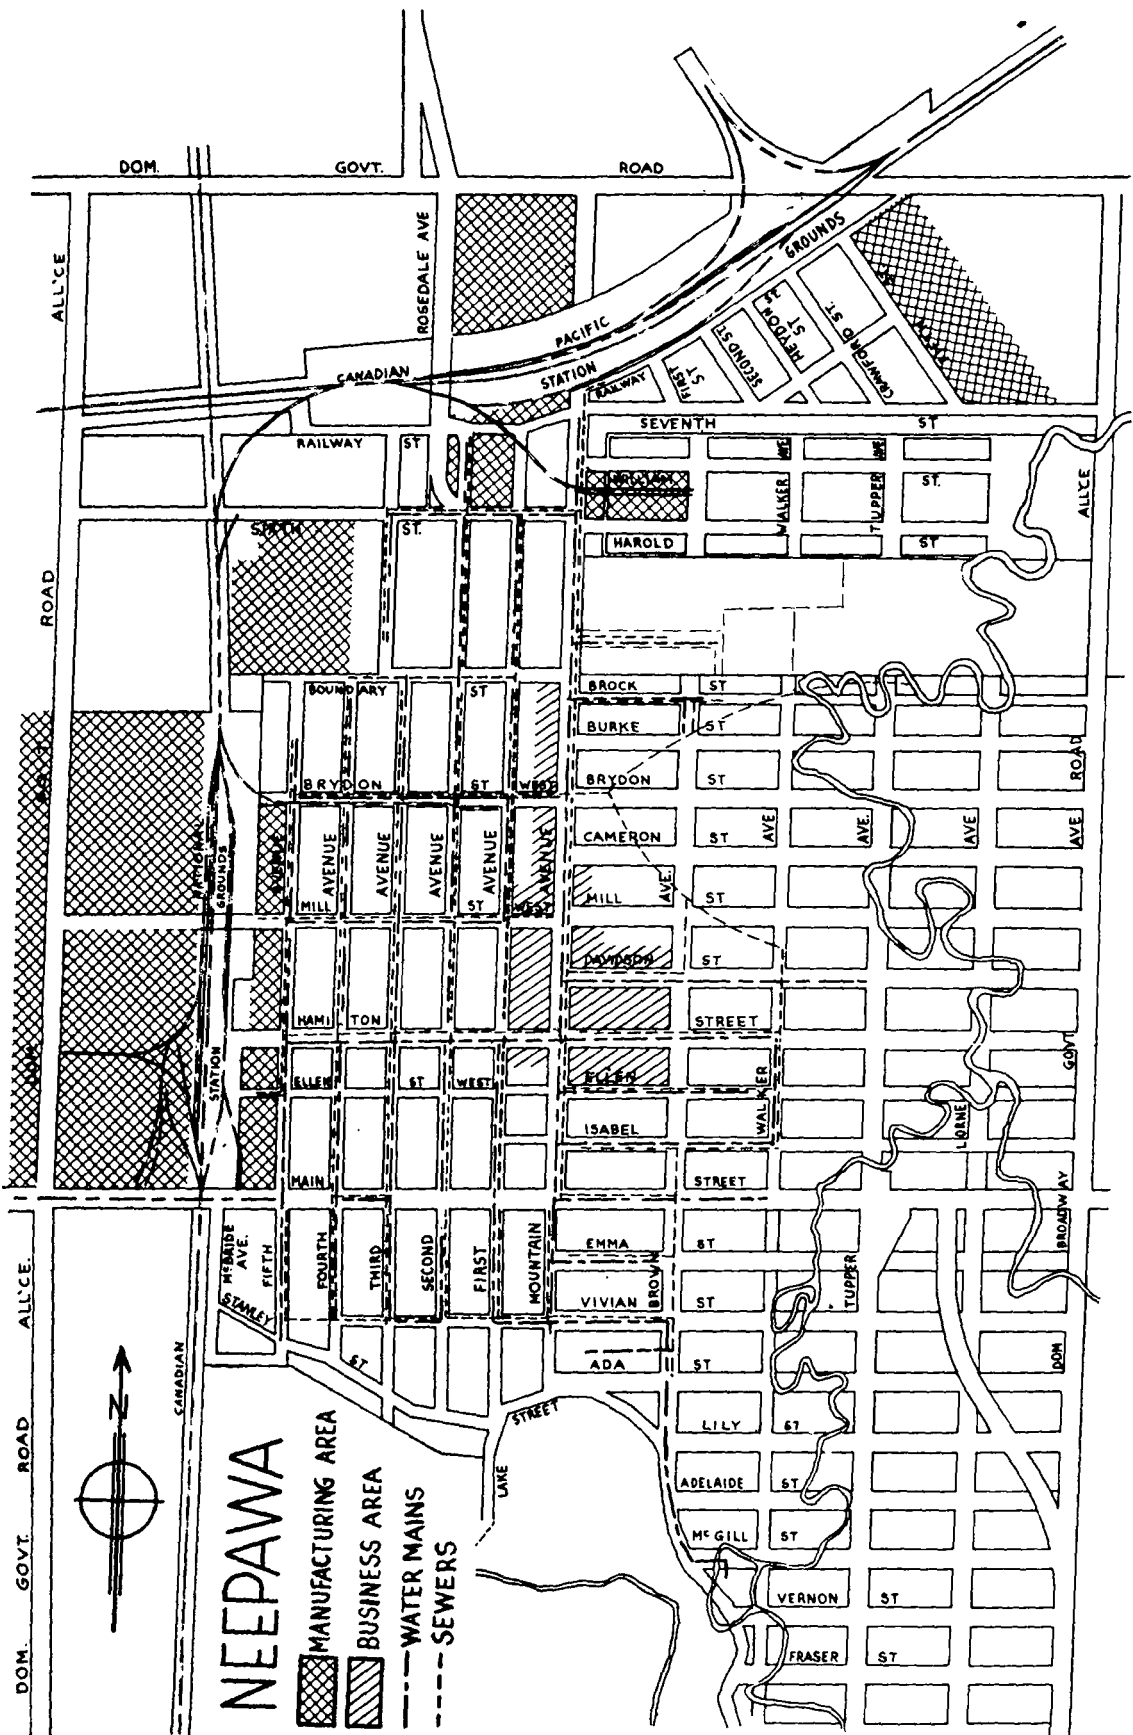 DOM. GOVT. ROAD
ALL'CE
ROAD
ROSEDALE AVE
CANADIAN PACIFIC
STATION GROUNDS
RAILWAY
FIRST ST
SECOND ST.
HEYDON ST
CRAWFORD ST.
RAILWAY ST
SEVENTH ST
WILLIAM ST.
WALKER AVE
TUPPER AVE
ALL'CE
SIXTH ST.
HAROLD ST
BOUNDARY ST
BROCK ST
BURKE ST
BRYDON ST WEST
BRYDON ST
ROAD
AVENUE
AVENUE
AVENUE
AVENUE
AVENUE
AVENUE
CAMERON ST
AVE
AVE.
AVE
AVE
NATIONAL
GROUNDS
STATION
MILL ST WEST
MILL ST
AVE.
DAVIDSON ST
HAMILTON
STREET
GOVT
DOM.
ELLEN ST WEST
ELLEN
WALKER
ISABEL
LORNE
MAIN
STREET
BROADWAY
McBRIDE AVE.
FIFTH
FOURTH
THIRD
SECOND
FIRST
MOUNTAIN
EMMA ST
BROWN
TUPPER
VIVIAN ST
STANLEY ST
ADA ST
DOM
CANADIAN
DOM. GOVT. ROAD ALL'CE.
N
LAKE STREET
LILY ST
ADELAIDE ST
McGILL ST
VERNON ST
FRASER ST
NEEPAWA
MANUFACTURING AREA
BUSINESS AREA
WATER MAINS
SEWERS